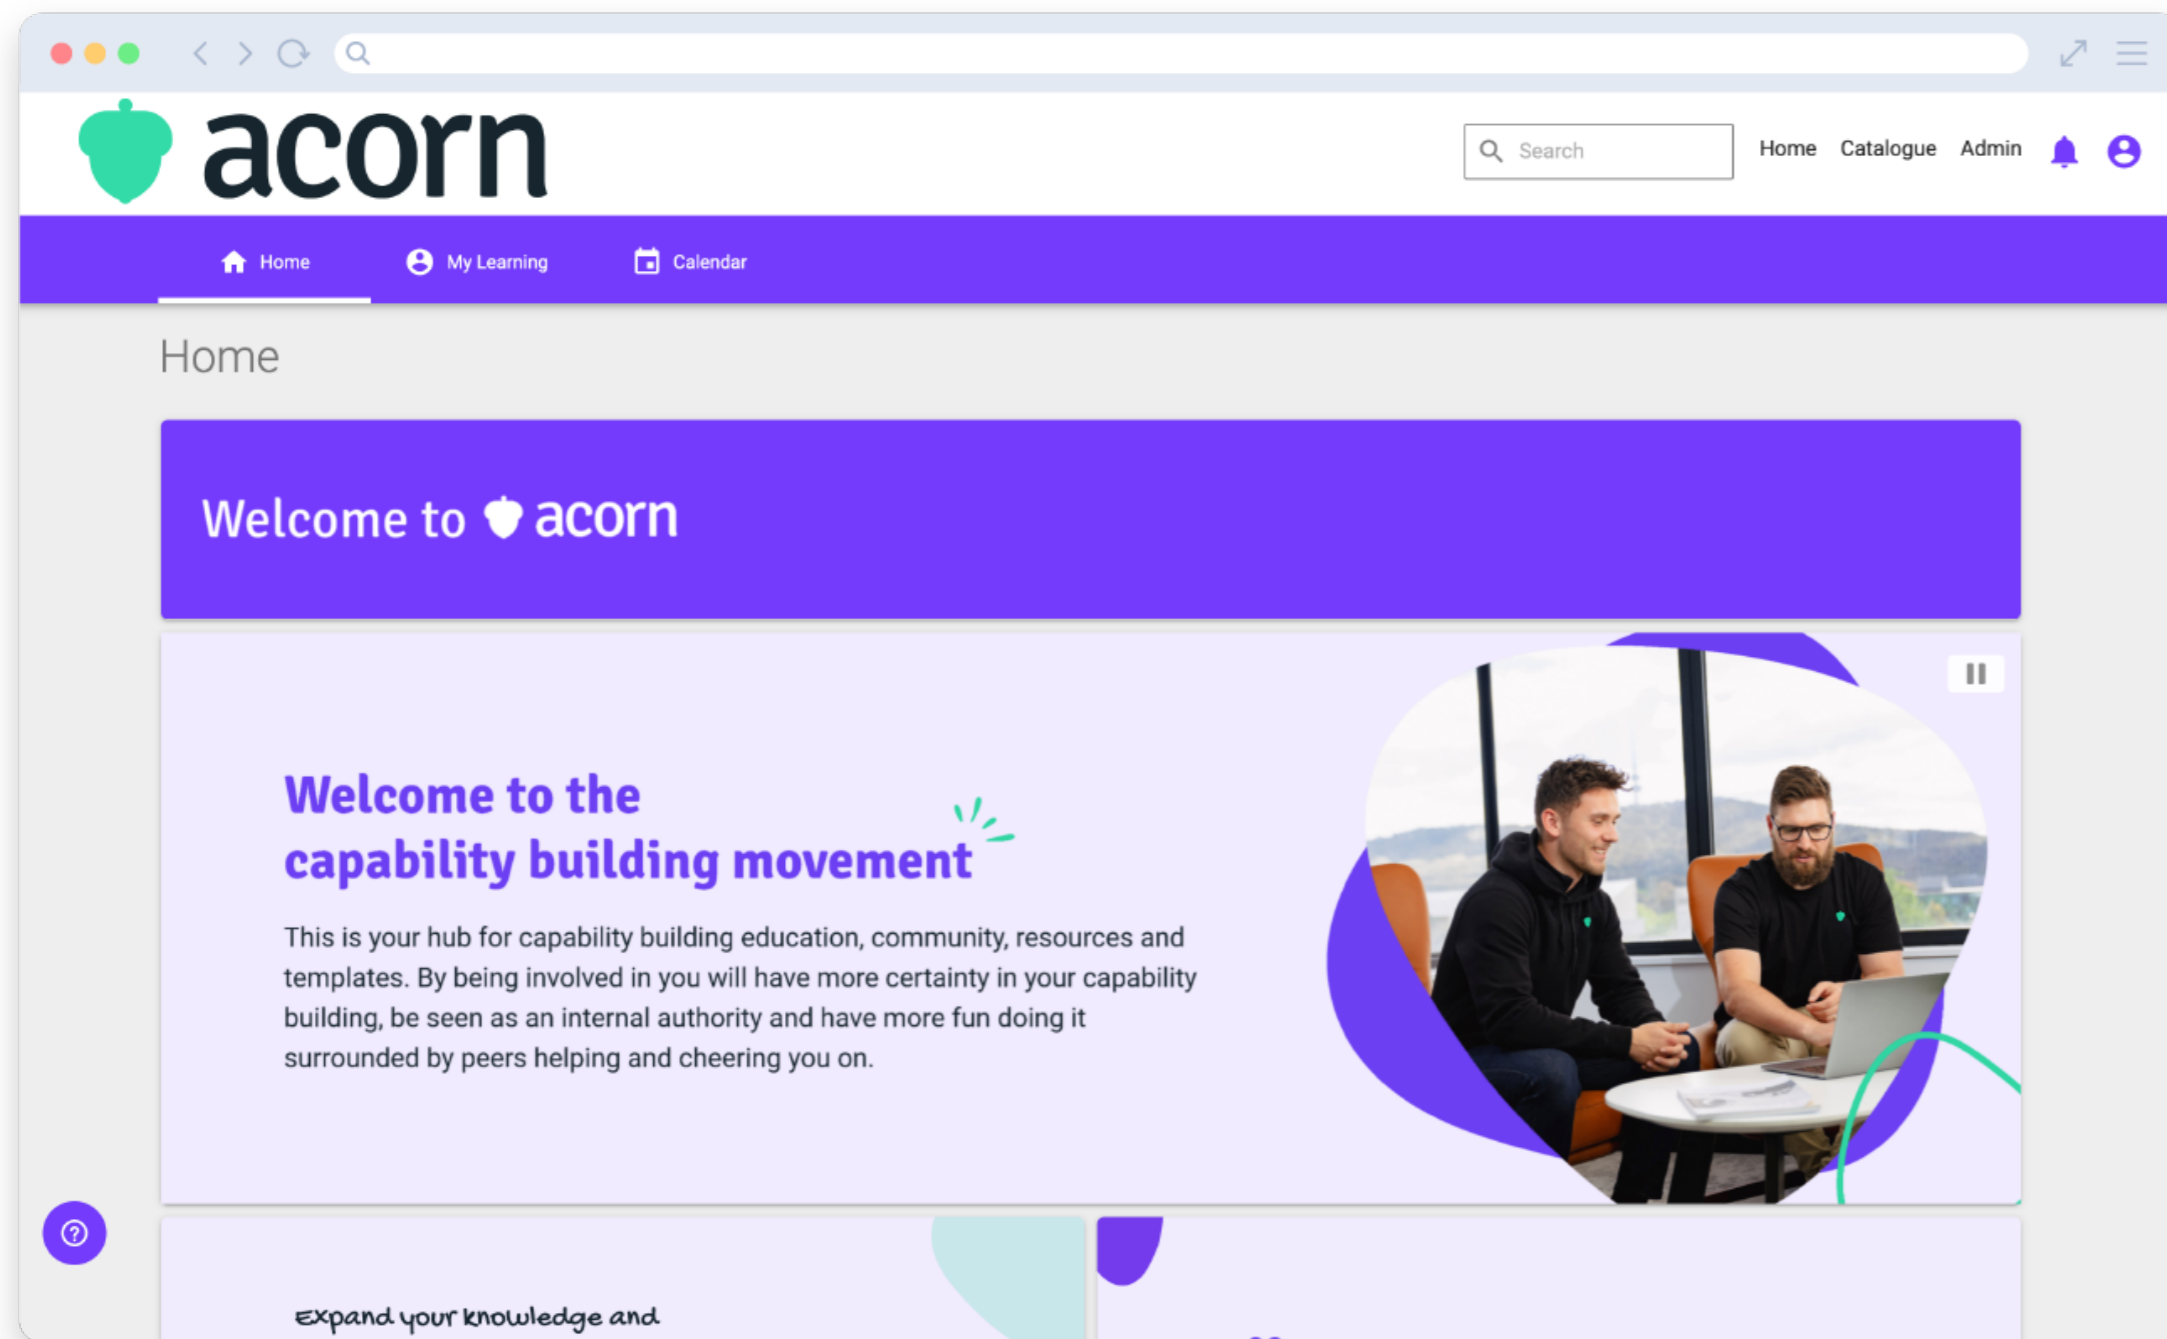 acorn
Search
Home Catalogue Admin
Home My Learning Calendar
Home
Welcome to acorn
Welcome to the
capability building movement
This is your hub for capability building education, community, resources and
templates. By being involved in you will have more certainty in your capability
building, be seen as an internal authority and have more fun doing it
surrounded by peers helping and cheering you on.
Expand your knowledge and